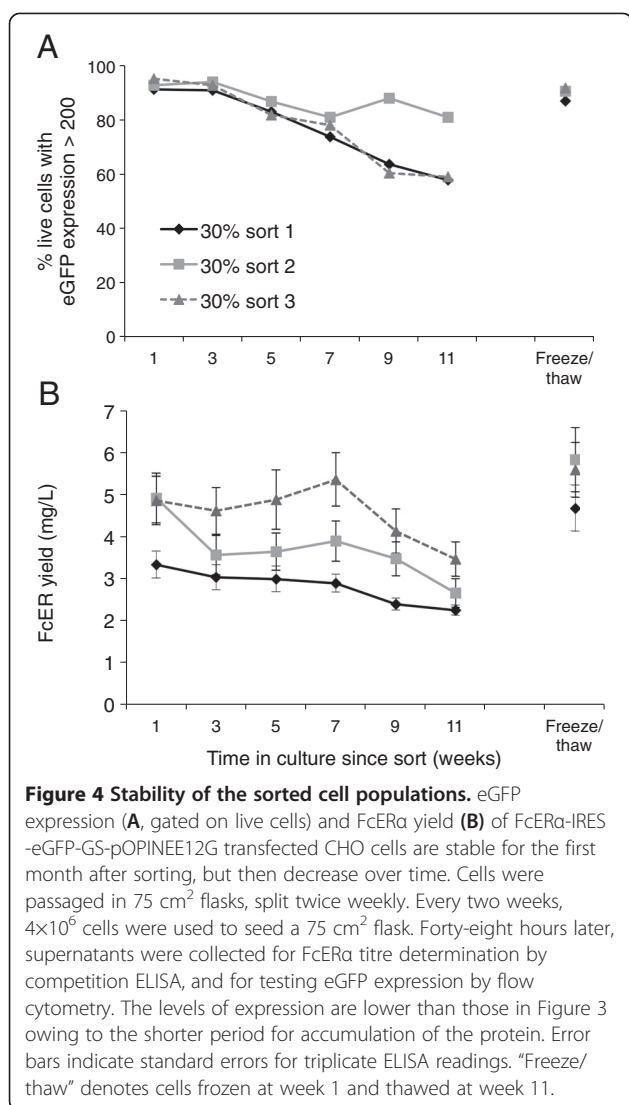 A
100
80
60
40
20
0
% live cells with
eGFP expression > 200
30% sort 1
30% sort 2
30% sort 3
1 3 5 7 9 11 Freeze/
thaw
B
7
6
5
4
3
2
1
0
FcER yield (mg/L)
1 3 5 7 9 11 Freeze/
thaw
Time in culture since sort (weeks)
Figure 4 Stability of the sorted cell populations. eGFP
expression (A, gated on live cells) and FcERα yield (B) of FcERα-IRES
-eGFP-GS-pOPINEE12G transfected CHO cells are stable for the first
month after sorting, but then decrease over time. Cells were
passaged in 75 cm² flasks, split twice weekly. Every two weeks,
4×10⁶ cells were used to seed a 75 cm² flask. Forty-eight hours later,
supernatants were collected for FcERα titre determination by
competition ELISA, and for testing eGFP expression by flow
cytometry. The levels of expression are lower than those in Figure 3
owing to the shorter period for accumulation of the protein. Error
bars indicate standard errors for triplicate ELISA readings. “Freeze/
thaw” denotes cells frozen at week 1 and thawed at week 11.